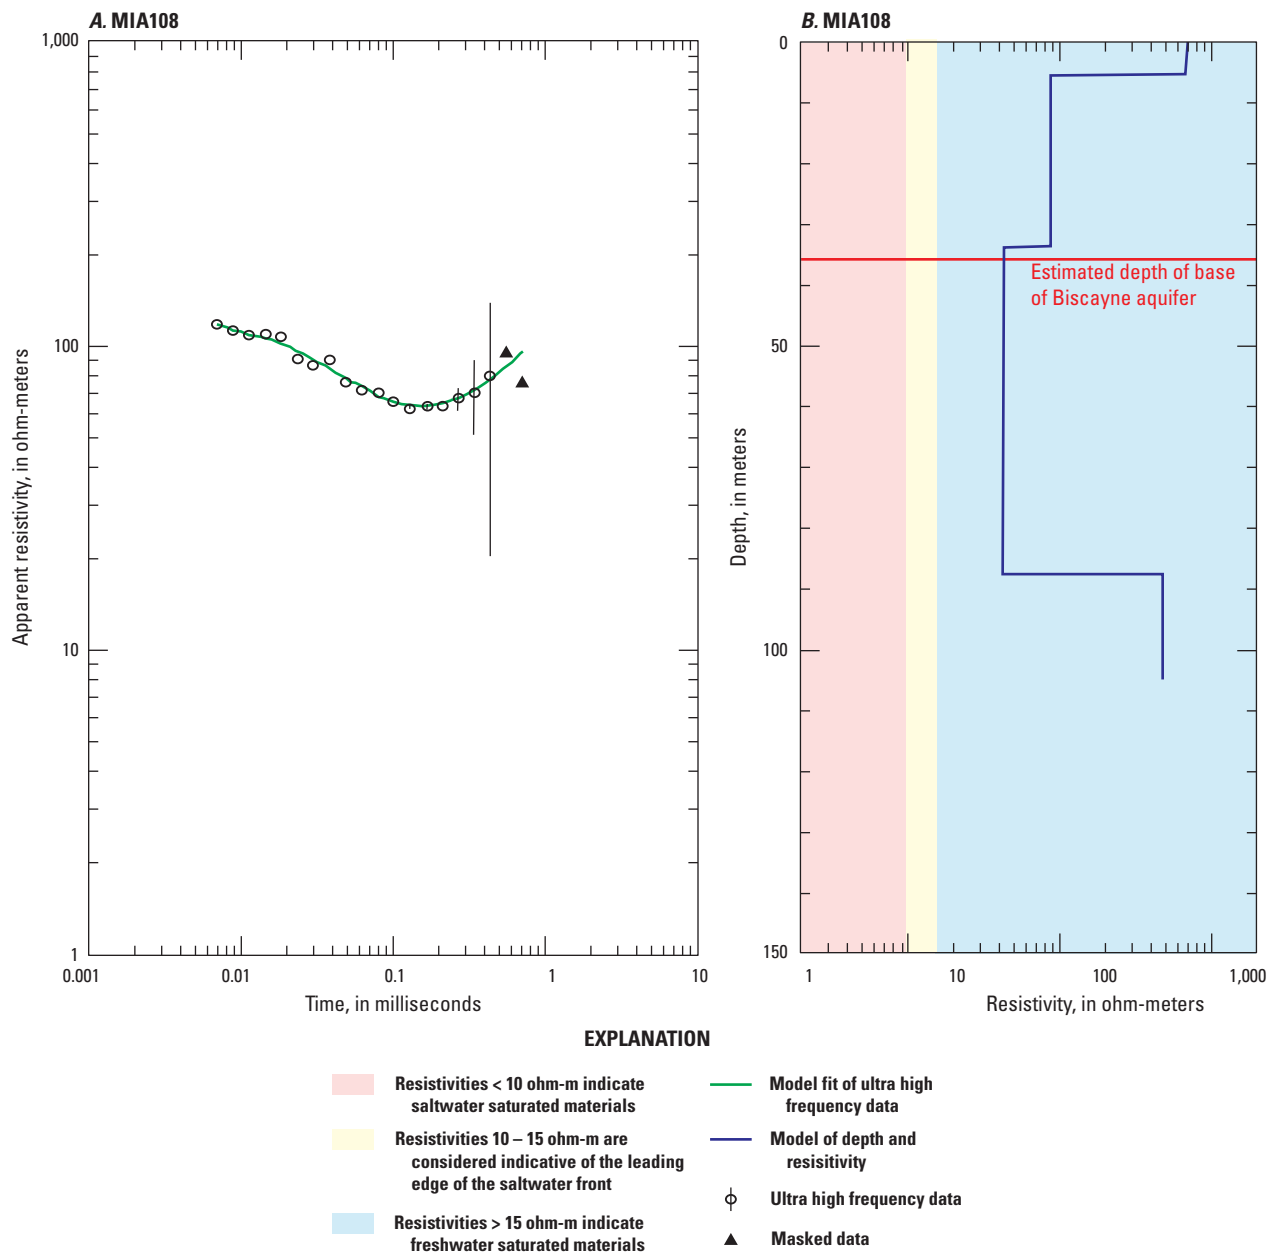 A. MIA108
1,000
100
10
1
0.001
0.01
0.1
1
10
Apparent resistivity, in ohm-meters
Time, in milliseconds
B. MIA108
0
50
100
150
1
10
100
1,000
Depth, in meters
Resistivity, in ohm-meters
Estimated depth of base
of Biscayne aquifer
EXPLANATION
Resistivities < 10 ohm-m indicate
saltwater saturated materials
Resistivities 10 – 15 ohm-m are
considered indicative of the leading
edge of the saltwater front
Resistivities > 15 ohm-m indicate
freshwater saturated materials
Model fit of ultra high
frequency data
Model of depth and
resisitivity
Ultra high frequency data
Masked data